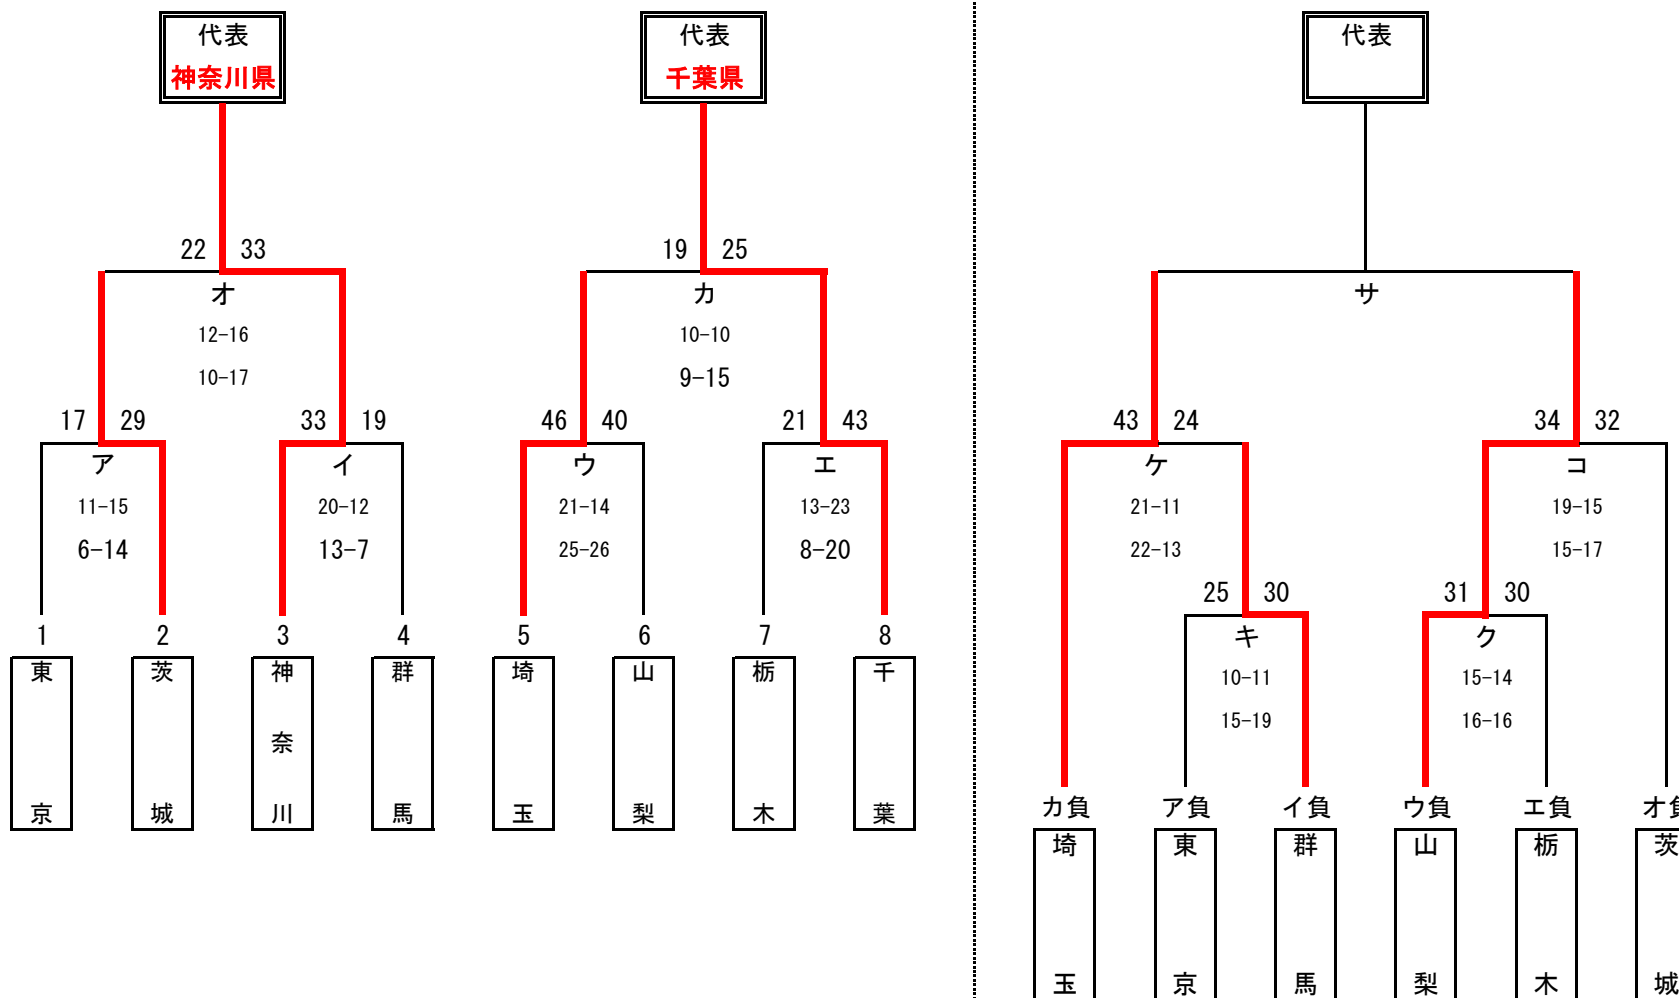 代表
神奈川県
代表
千葉県
代表
22 33
19 25
オ
カ
サ
12-16
10-10
10-17
9-15
17 29
33 19
46 40
21 43
43 24
34 32
ア
イ
ウ
エ
ケ
コ
11-15
20-12
21-14
13-23
21-11
19-15
6-14
13-7
25-26
8-20
22-13
15-17
25 30
31 30
1
2
3
4
5
6
7
8
キ
ク
10-11
15-14
15-19
16-16
東京
茨城
神奈川
群馬
埼玉
山梨
栃木
千葉
カ負
ア負
イ負
ウ負
エ負
オ負
埼玉
東京
群馬
山梨
栃木
茨城